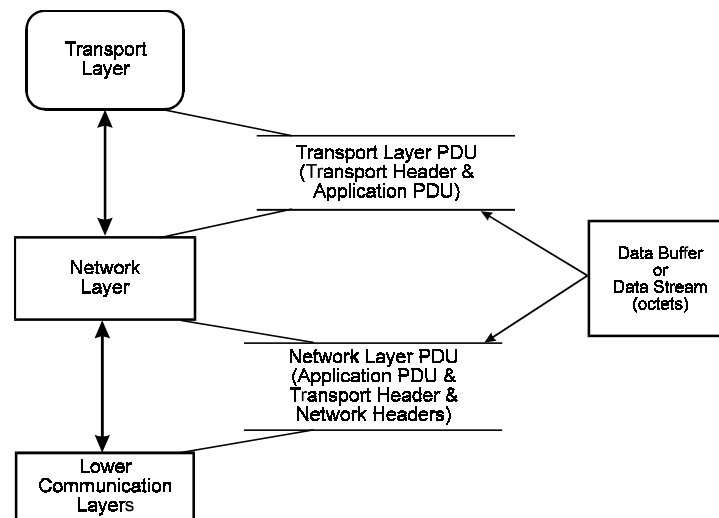 Transport
Layer
Transport Layer PDU
(Transport Header &
Application PDU)
Network
Layer
Data Buffer
or
Data Stream
(octets)
Network Layer PDU
(Application PDU &
Transport Header &
Network Headers)
Lower
Communication
Layers